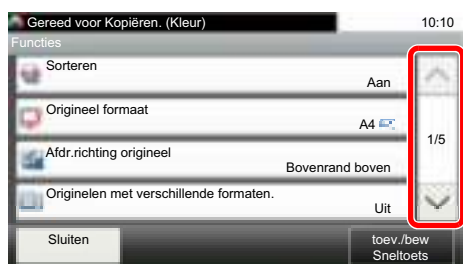 Gereed voor Kopiëren. (Kleur) 10:10
Functies
Sorteren
Aan
Origineel formaat
A4
Afdr.richting origineel
Bovenrand boven
Originelen met verschillende formaten.
Uit
1/5
Sluiten
toev./bew
Sneltoets